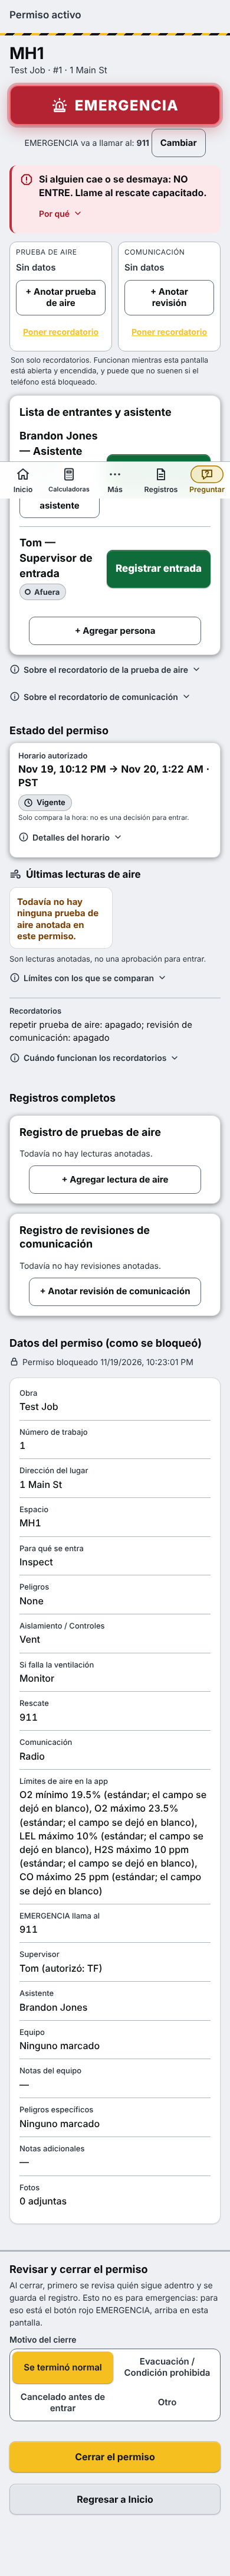 Permiso activo
MH1
Test Job · #1 · 1 Main St
EMERGENCIA
EMERGENCIA va a llamar al: 911 Cambiar
Si alguien cae o se desmaya: NO
ENTRE. Llame al rescate capacitado.
Por qué
PRUEBA DE AIRE
Sin datos
+ Anotar prueba
de aire
Poner recordatorio
COMUNICACIÓN
Sin datos
+ Anotar
revisión
Poner recordatorio
Son solo recordatorios. Funcionan mientras esta pantalla
está abierta y encendida, y puede que no suenen si el
teléfono está bloqueado.
Lista de entrantes y asistente
Brandon Jones
— Asistente
Inicio
Calculadoras
Más
Registros
Preguntar
asistente
Tom —
Supervisor de
entrada
Afuera
Registrar entrada
+ Agregar persona
Sobre el recordatorio de la prueba de aire
Sobre el recordatorio de comunicación
Estado del permiso
Horario autorizado
Nov 19, 10:12 PM → Nov 20, 1:22 AM ·
PST
Vigente
Solo compara la hora: no es una decisión para entrar.
Detalles del horario
Últimas lecturas de aire
Todavía no hay
ninguna prueba de
aire anotada en
este permiso.
Son lecturas anotadas, no una aprobación para entrar.
Límites con los que se comparan
Recordatorios
repetir prueba de aire: apagado; revisión de
comunicación: apagado
Cuándo funcionan los recordatorios
Registros completos
Registro de pruebas de aire
Todavía no hay lecturas anotadas.
+ Agregar lectura de aire
Registro de revisiones de
comunicación
Todavía no hay revisiones anotadas.
+ Anotar revisión de comunicación
Datos del permiso (como se bloqueó)
Permiso bloqueado 11/19/2026, 10:23:01 PM
Obra
Test Job
Número de trabajo
1
Dirección del lugar
1 Main St
Espacio
MH1
Para qué se entra
Inspect
Peligros
None
Aislamiento / Controles
Vent
Si falla la ventilación
Monitor
Rescate
911
Comunicación
Radio
Límites de aire en la app
O2 mínimo 19.5% (estándar; el campo se
dejó en blanco), O2 máximo 23.5%
(estándar; el campo se dejó en blanco),
LEL máximo 10% (estándar; el campo se
dejó en blanco), H2S máximo 10 ppm
(estándar; el campo se dejó en blanco),
CO máximo 25 ppm (estándar; el campo
se dejó en blanco)
EMERGENCIA llama al
911
Supervisor
Tom (autorizó: TF)
Asistente
Brandon Jones
Equipo
Ninguno marcado
Notas del equipo
—
Peligros específicos
Ninguno marcado
Notas adicionales
—
Fotos
0 adjuntas
Revisar y cerrar el permiso
Al cerrar, primero se revisa quién sigue adentro y se
guarda el registro. Esto no es para emergencias: para
eso está el botón rojo EMERGENCIA, arriba en esta
pantalla.
Motivo del cierre
Se terminó normal
Evacuación /
Condición prohibida
Cancelado antes de
entrar
Otro
Cerrar el permiso
Regresar a Inicio